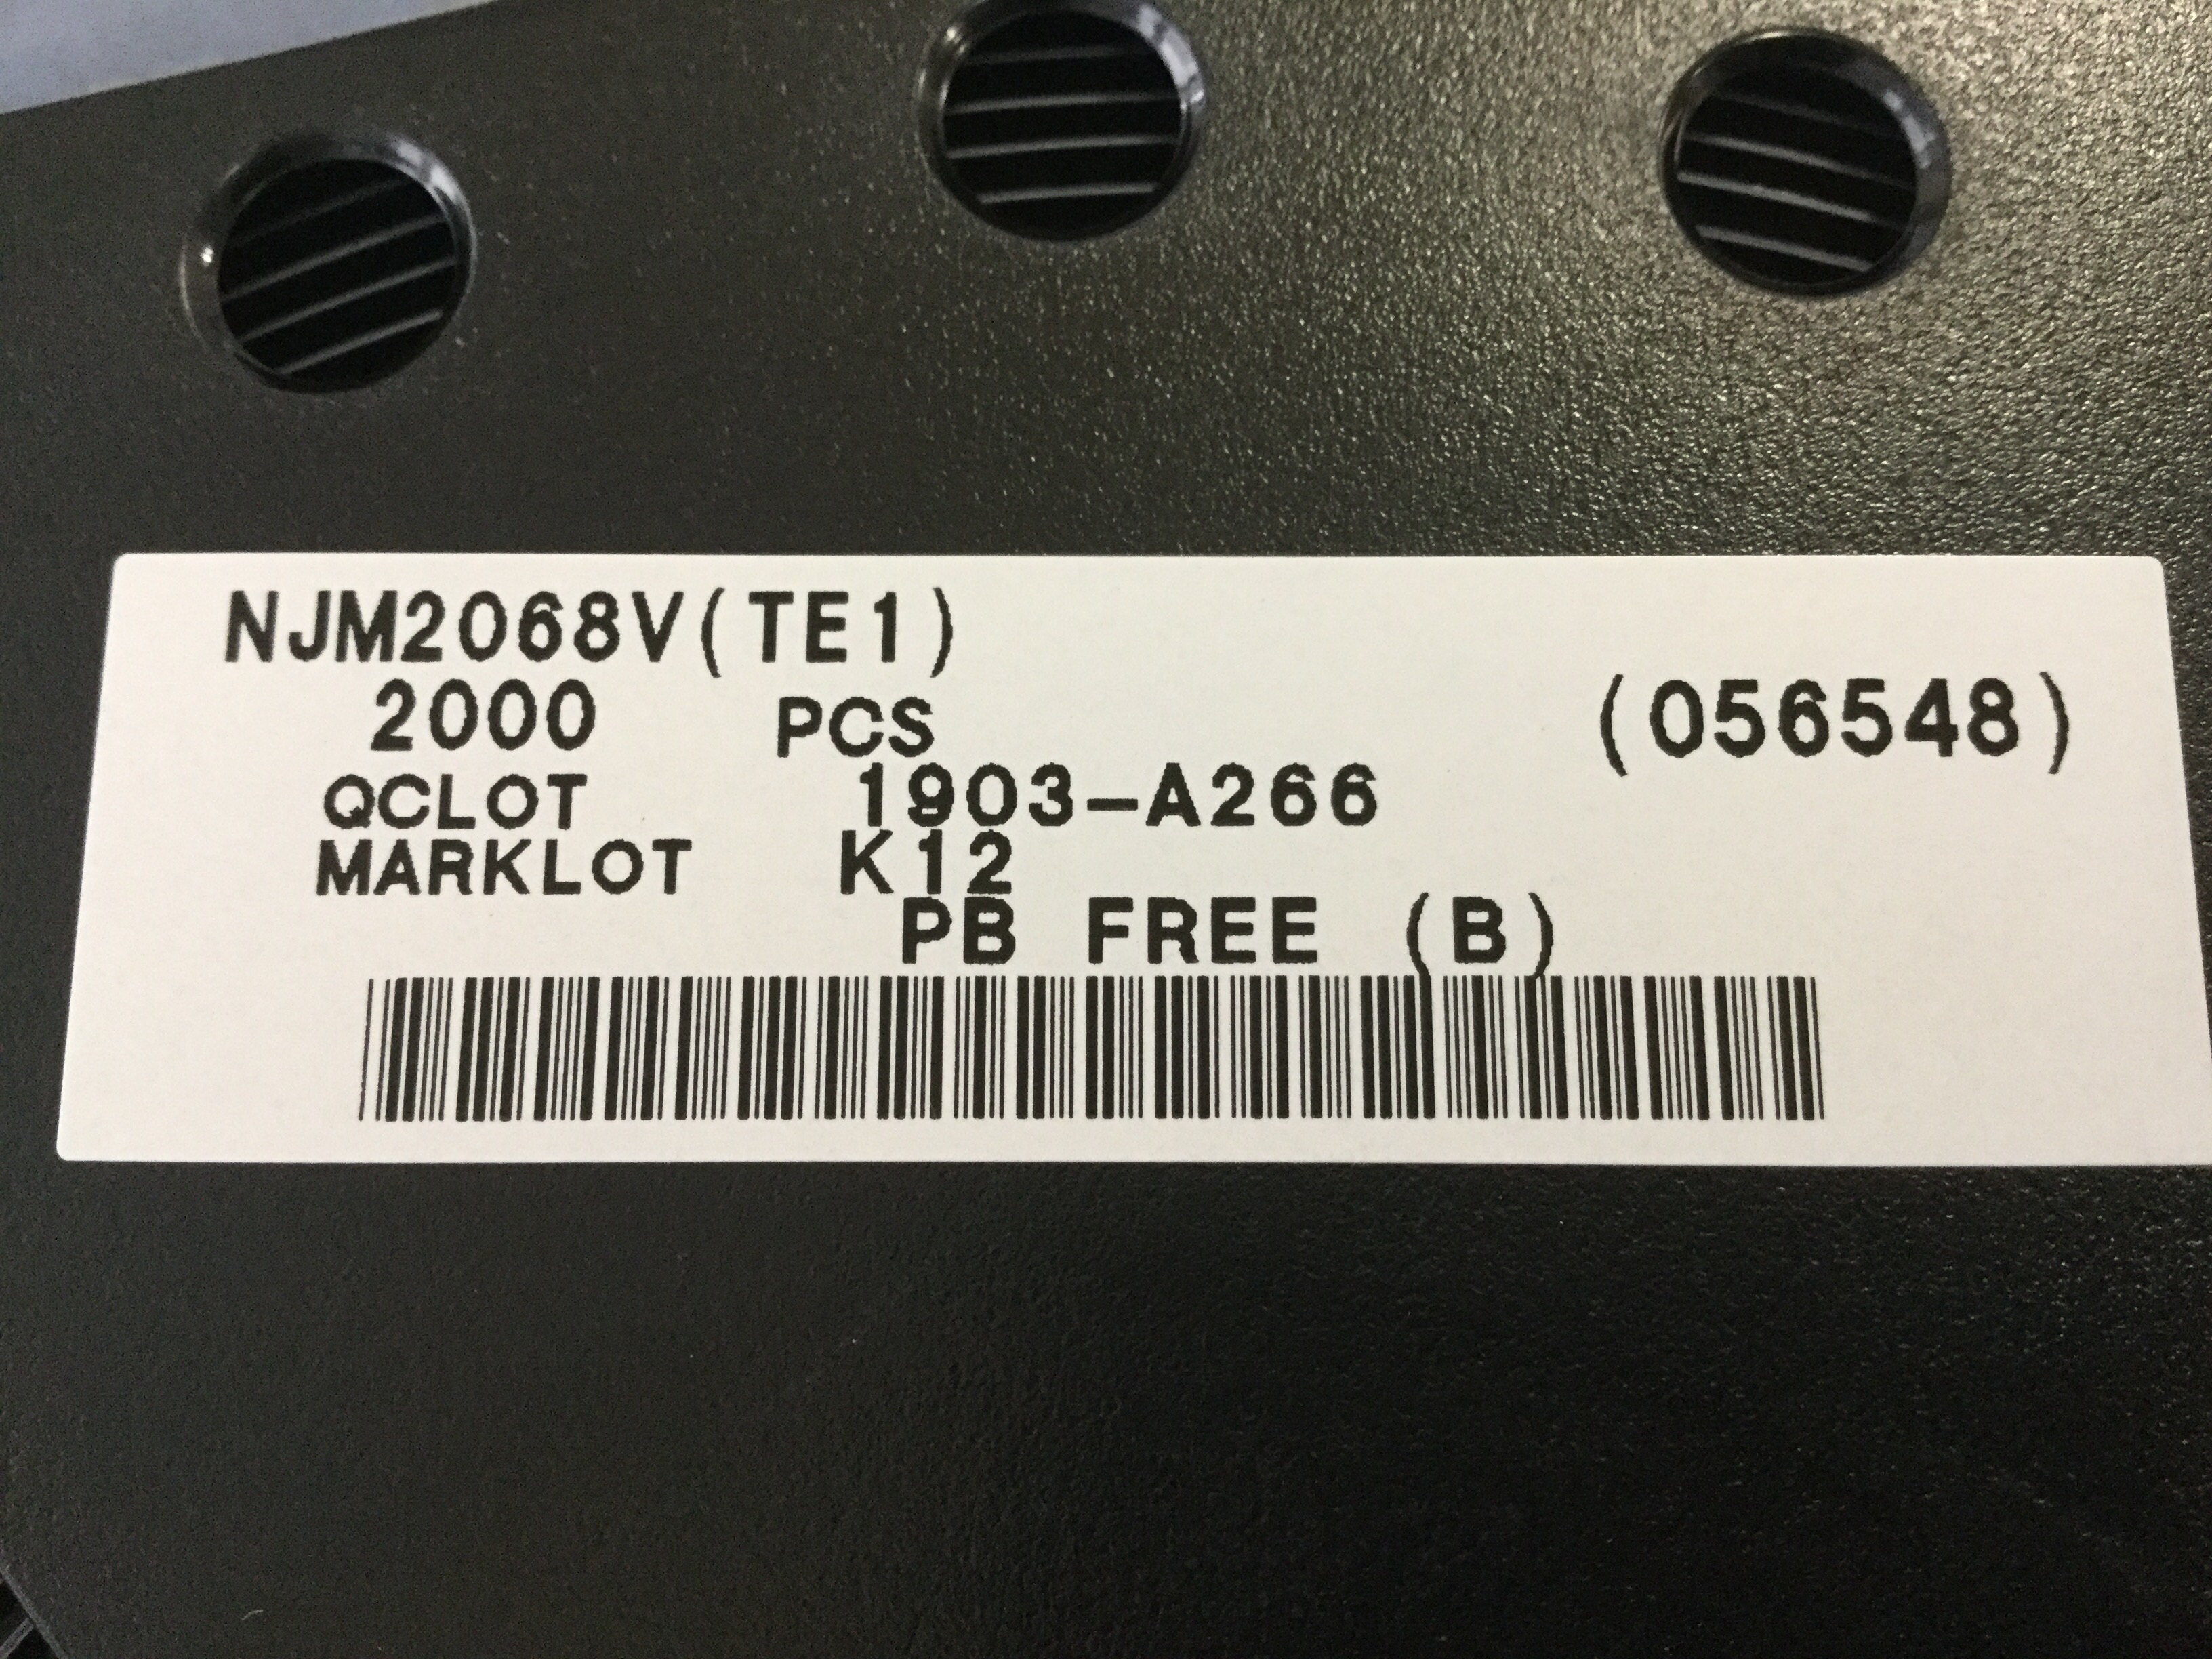 NJM2068V(TE1)
2000 PCS (056548)
QCLOT 1903-A266
MARKLOT K12
PB FREE (B)